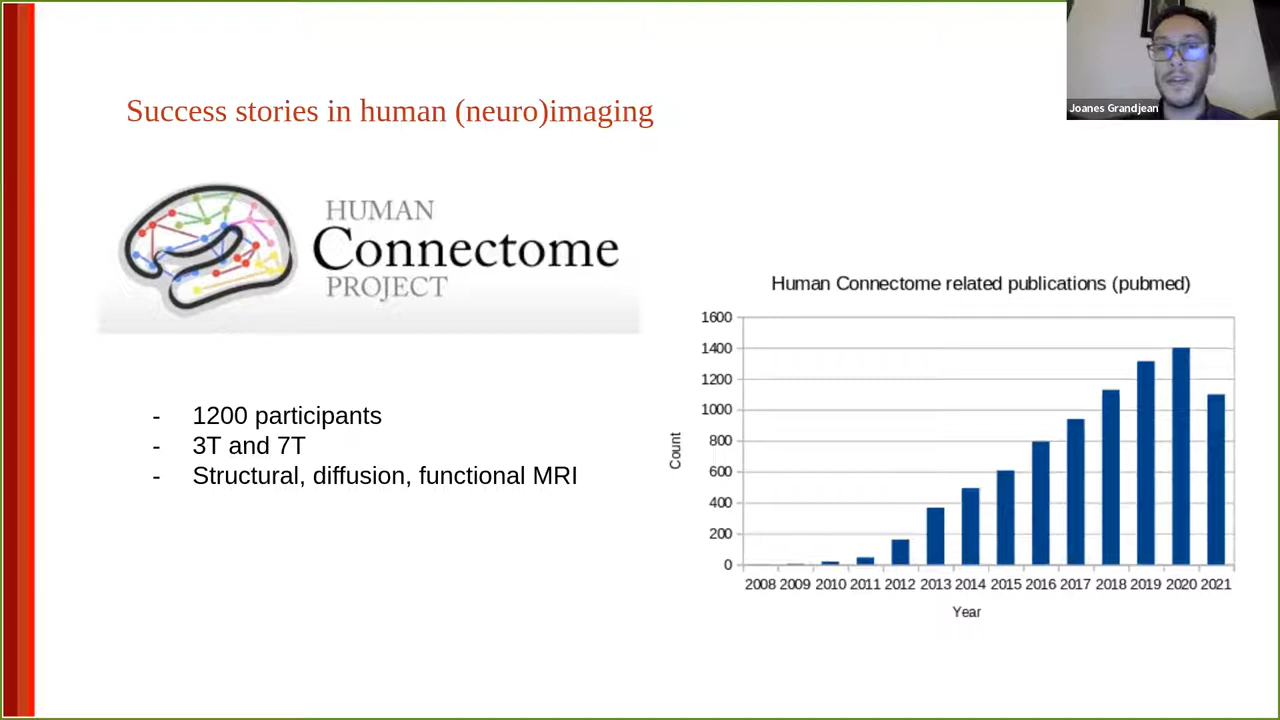 Joanes Grandjean
Success stories in human (neuro)imaging
HUMAN
Connectome
PROJECT
- 1200 participants
- 3T and 7T
- Structural, diffusion, functional MRI
Human Connectome related publications (pubmed)
1600
1400
1200
1000
800
600
400
200
0
Count
2008 2009 2010 2011 2012 2013 2014 2015 2016 2017 2018 2019 2020 2021
Year